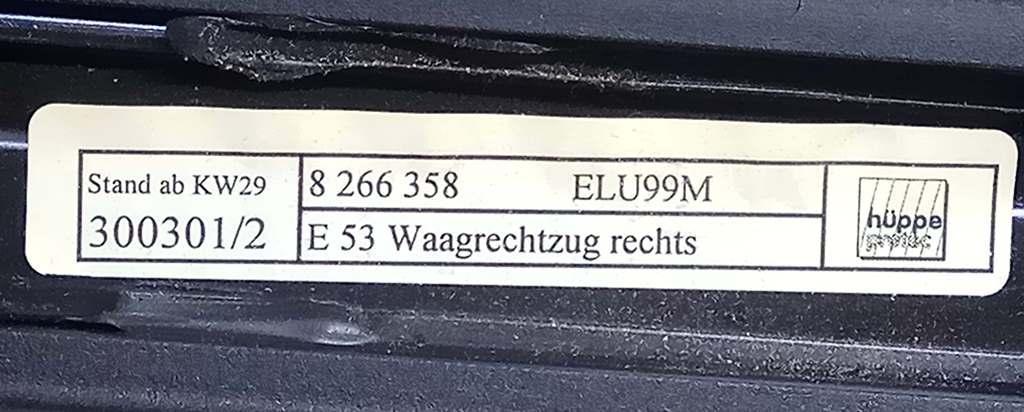 Stand ab KW29
300301/2
8 266 358 ELU99M
E 53 Waagrechtzug rechts
hüppe